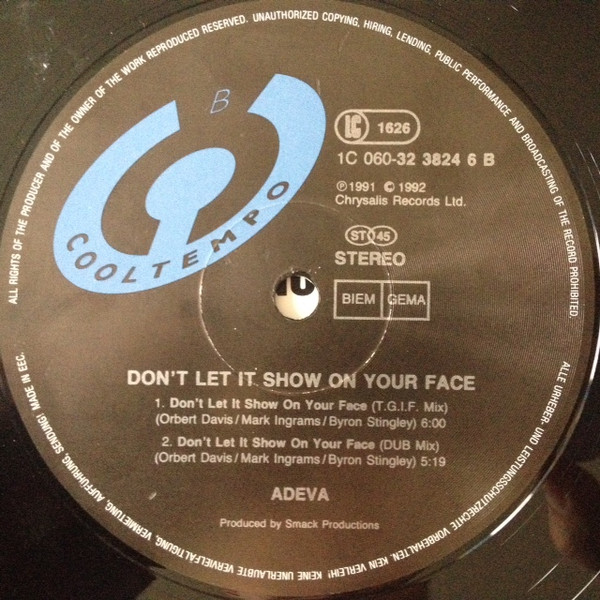 ALL RIGHTS OF THE PRODUCER AND OF THE OWNER OF THE WORK REPRODUCED RESERVED. UNAUTHORIZED COPYING, HIRING, LENDING, PUBLIC PERFORMANCE AND BROADCASTING OF THE RECORD PROHIBITED.
B
COOLTEMPO
LC 1626
1C 060-32 3824 6 B
℗ 1991 © 1992
Chrysalis Records Ltd.
ST 45
STEREO
BIEM GEMA
DON'T LET IT SHOW ON YOUR FACE
1. Don't Let It Show On Your Face (T.G.I.F. Mix)
(Orbert Davis/Mark Ingrams/Byron Stingley) 6:00
2. Don't Let It Show On Your Face (DUB Mix)
(Orbert Davis/Mark Ingrams/Byron Stingley) 5:19
ADEVA
Produced by Smack Productions
ALLE URHEBER- UND LEISTUNGSSCHUTZRECHTE VORBEHALTEN. KEIN VERLEIH! KEINE UNERLAUBTE VERVIELFÄLTIGUNG, VERMIETUNG, AUFFÜHRUNG, SENDUNG! MADE IN EEC.